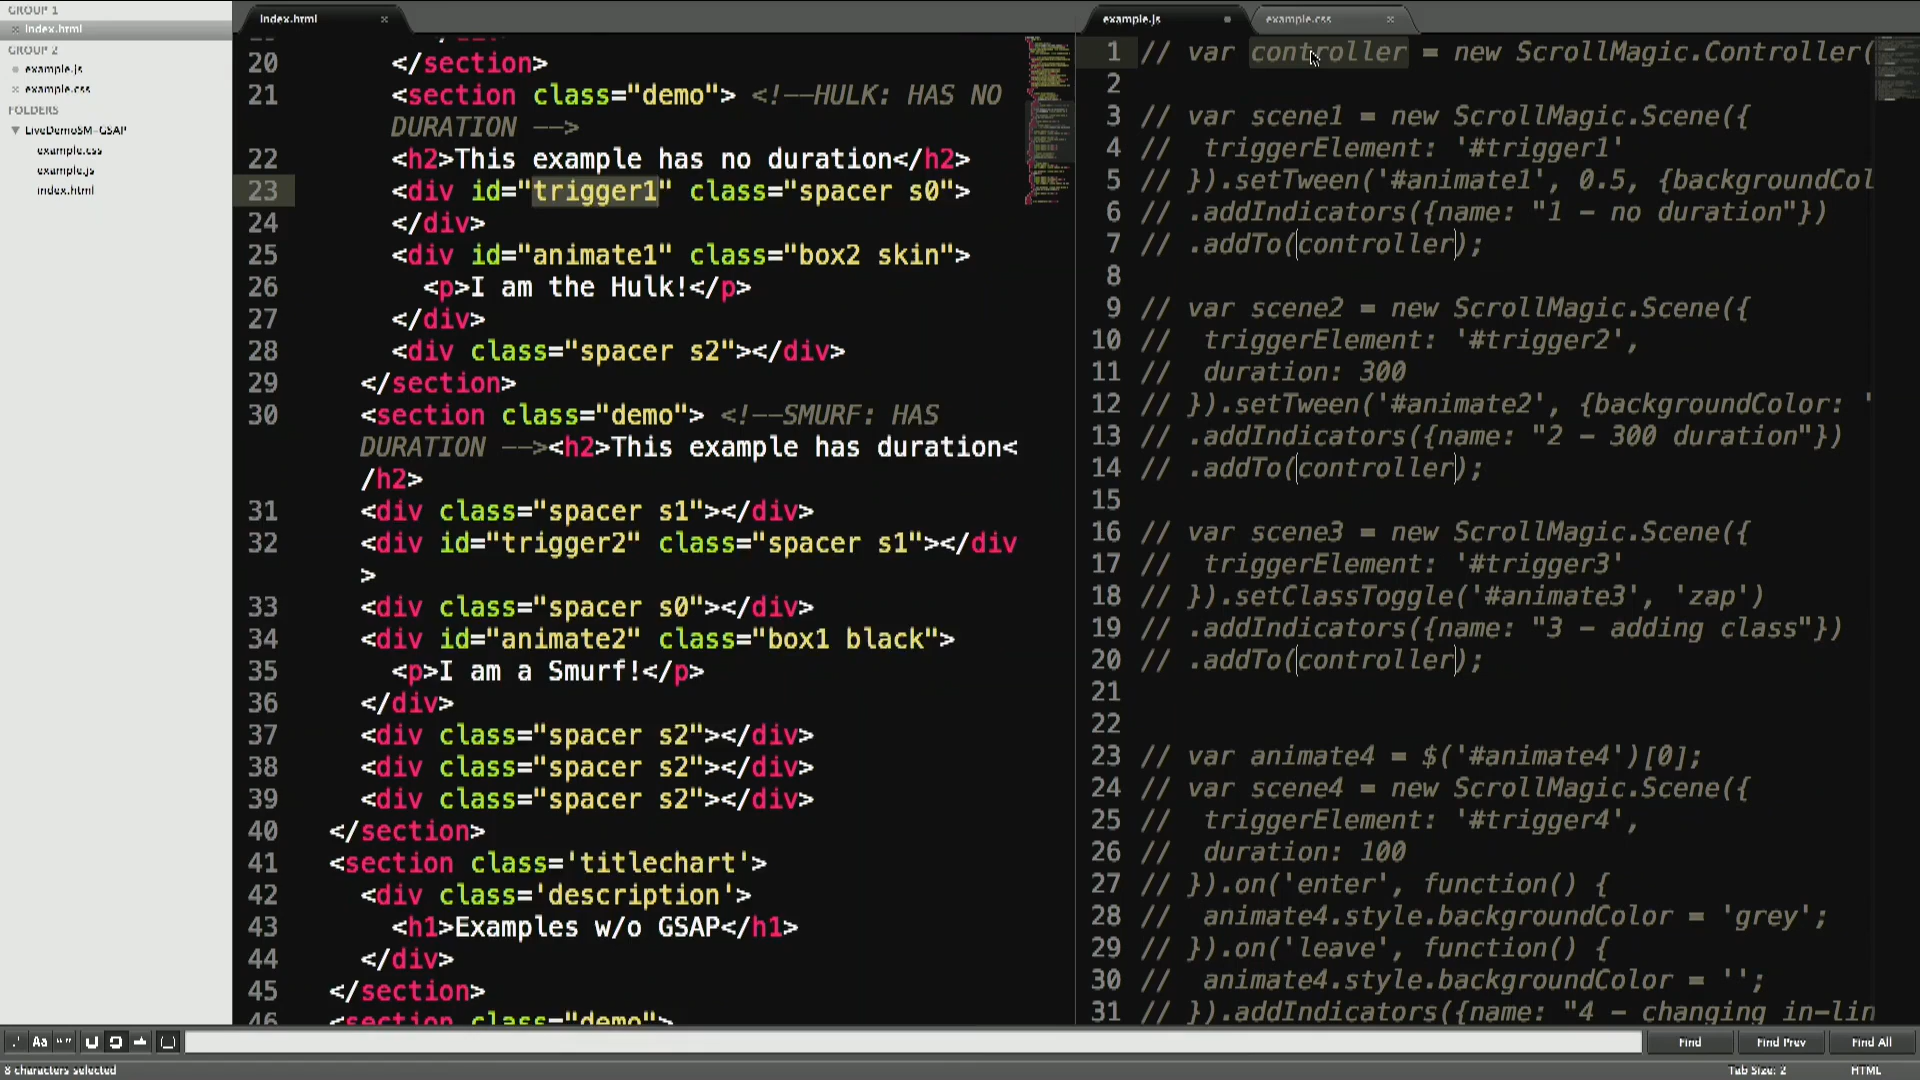 GROUP 1
index.html
GROUP 2
example.js
example.css
FOLDERS
LiveDemoSM-GSAP
example.css
example.js
index.html
index.html
20 </section>
21 <section class="demo"> <!--HULK: HAS NO
DURATION -->
22 <h2>This example has no duration</h2>
23 <div id="trigger1" class="spacer s0">
24 </div>
25 <div id="animate1" class="box2 skin">
26 <p>I am the Hulk!</p>
27 </div>
28 <div class="spacer s2"></div>
29 </section>
30 <section class="demo"> <!--SMURF: HAS
DURATION --><h2>This example has duration<
/h2>
31 <div class="spacer s1"></div>
32 <div id="trigger2" class="spacer s1"></div
>
33 <div class="spacer s0"></div>
34 <div id="animate2" class="box1 black">
35 <p>I am a Smurf!</p>
36 </div>
37 <div class="spacer s2"></div>
38 <div class="spacer s2"></div>
39 <div class="spacer s2"></div>
40 </section>
41 <section class='titlechart'>
42 <div class='description'>
43 <h1>Examples w/o GSAP</h1>
44 </div>
45 </section>
46 <section class="demo">
example.js
example.css
1 // var controller = new ScrollMagic.Controller(
2
3 // var scene1 = new ScrollMagic.Scene({
4 // triggerElement: '#trigger1'
5 // }).setTween('#animate1', 0.5, {backgroundCol
6 // .addIndicators({name: "1 - no duration"})
7 // .addTo(controller);
8
9 // var scene2 = new ScrollMagic.Scene({
10 // triggerElement: '#trigger2',
11 // duration: 300
12 // }).setTween('#animate2', {backgroundColor: '
13 // .addIndicators({name: "2 - 300 duration"})
14 // .addTo(controller);
15
16 // var scene3 = new ScrollMagic.Scene({
17 // triggerElement: '#trigger3'
18 // }).setClassToggle('#animate3', 'zap')
19 // .addIndicators({name: "3 - adding class"})
20 // .addTo(controller);
21
22
23 // var animate4 = $('#animate4')[0];
24 // var scene4 = new ScrollMagic.Scene({
25 // triggerElement: '#trigger4',
26 // duration: 100
27 // }).on('enter', function() {
28 // animate4.style.backgroundColor = 'grey';
29 // }).on('leave', function() {
30 // animate4.style.backgroundColor = '';
31 // }).addIndicators({name: "4 - changing in-lin
.* Aa “”
Find
Find Prev
Find All
8 characters selected
Tab Size: 2
HTML